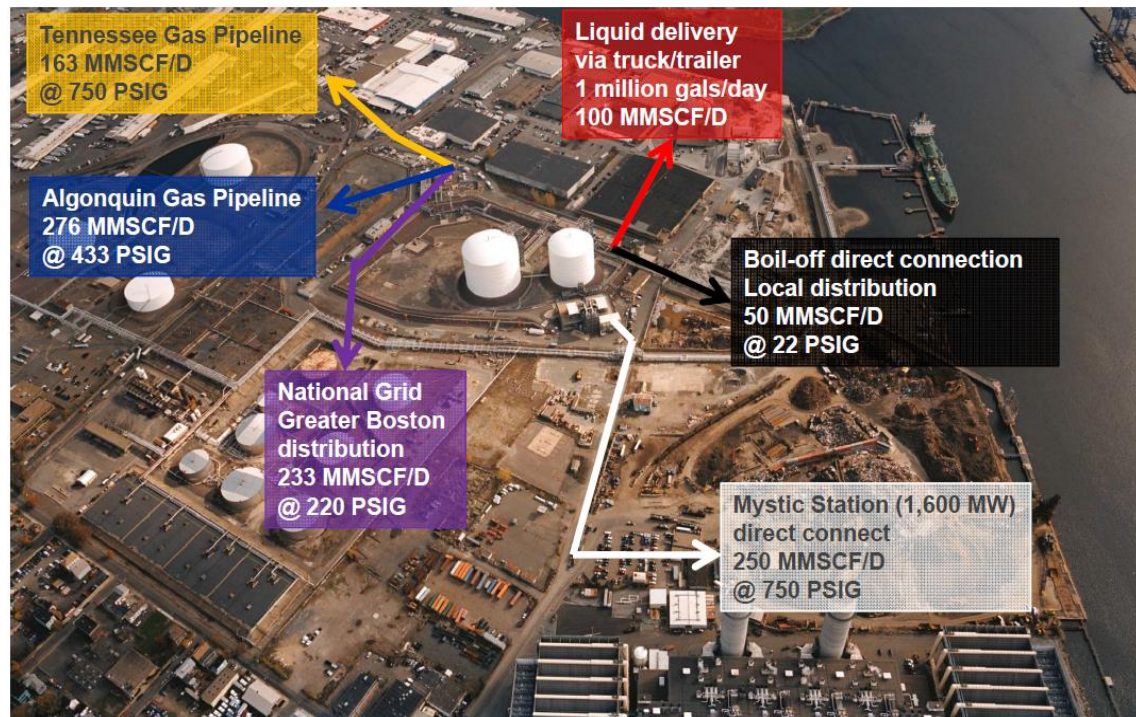 Tennessee Gas Pipeline
163 MMSCF/D
@ 750 PSIG
Liquid delivery
via truck/trailer
1 million gals/day
100 MMSCF/D
Algonquin Gas Pipeline
276 MMSCF/D
@ 433 PSIG
Boil-off direct connection
Local distribution
50 MMSCF/D
@ 22 PSIG
National Grid
Greater Boston
distribution
233 MMSCF/D
@ 220 PSIG
Mystic Station (1,600 MW)
direct connect
250 MMSCF/D
@ 750 PSIG